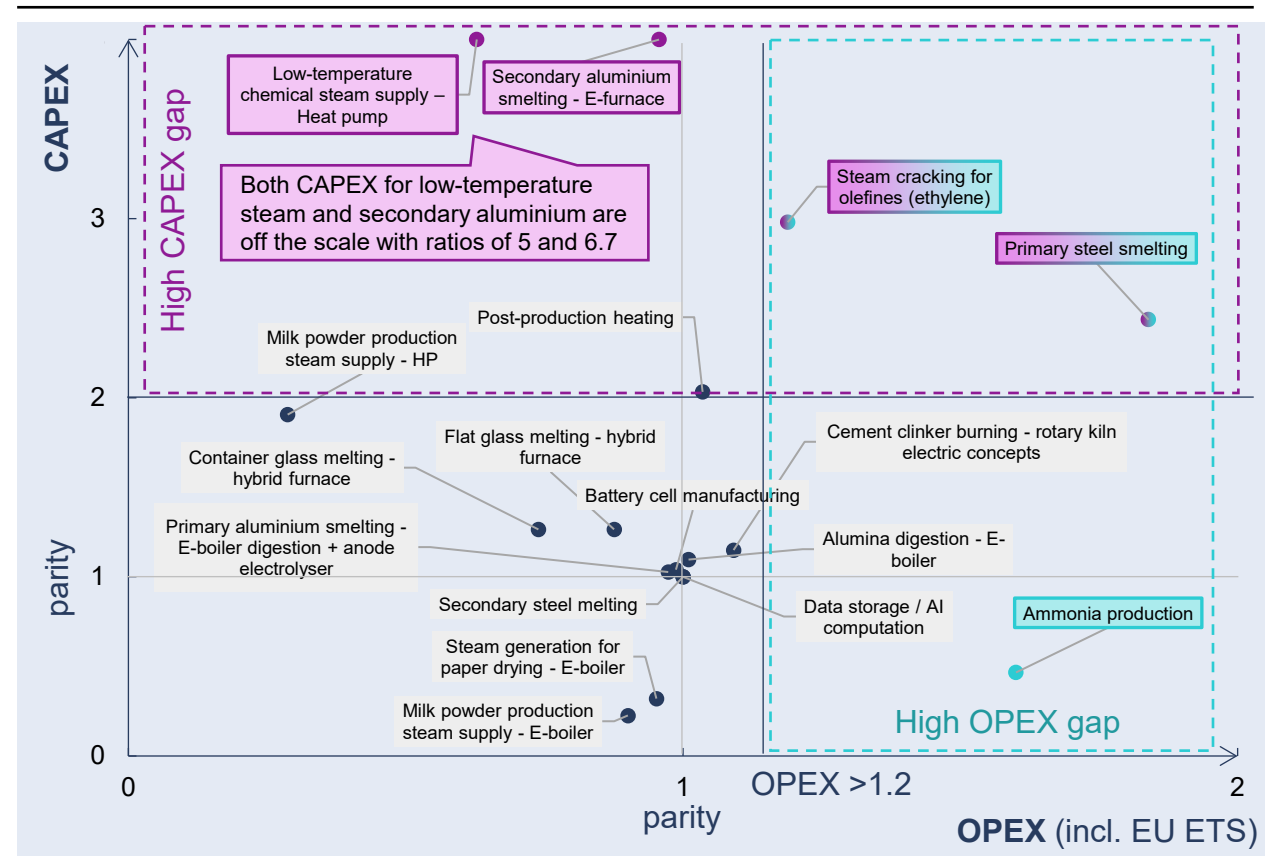 CAPEX
High CAPEX gap
Low-temperature
chemical steam supply –
Heat pump
Secondary aluminium
smelting - E-furnace
Both CAPEX for low-temperature
steam and secondary aluminium are
off the scale with ratios of 5 and 6.7
Steam cracking for
olefines (ethylene)
Primary steel smelting
3
Post-production heating
Milk powder production
steam supply - HP
2
Flat glass melting - hybrid
furnace
Cement clinker burning - rotary kiln
electric concepts
Container glass melting -
hybrid furnace
Battery cell manufacturing
Primary aluminium smelting -
E-boiler digestion + anode
electrolyser
Alumina digestion - E-
boiler
parity
1
Secondary steel melting
Data storage / AI
computation
Ammonia production
Steam generation for
paper drying - E-boiler
Milk powder production
steam supply - E-boiler
High OPEX gap
0
0
1
OPEX >1.2
2
parity
OPEX (incl. EU ETS)